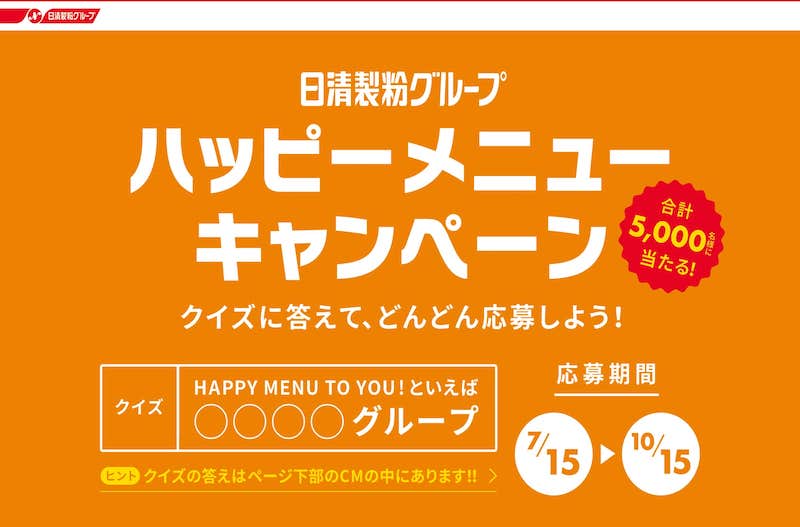 日清製粉グループ
日清製粉グループ
ハッピーメニュー
キャンペーン
合計
5,000名様に
当たる!
クイズに答えて、どんどん応募しよう!
クイズ
HAPPY MENU TO YOU!といえば
○○○○グループ
ヒント クイズの答えはページ下部のCMの中にあります!!
応募期間
7/15 ▶ 10/15